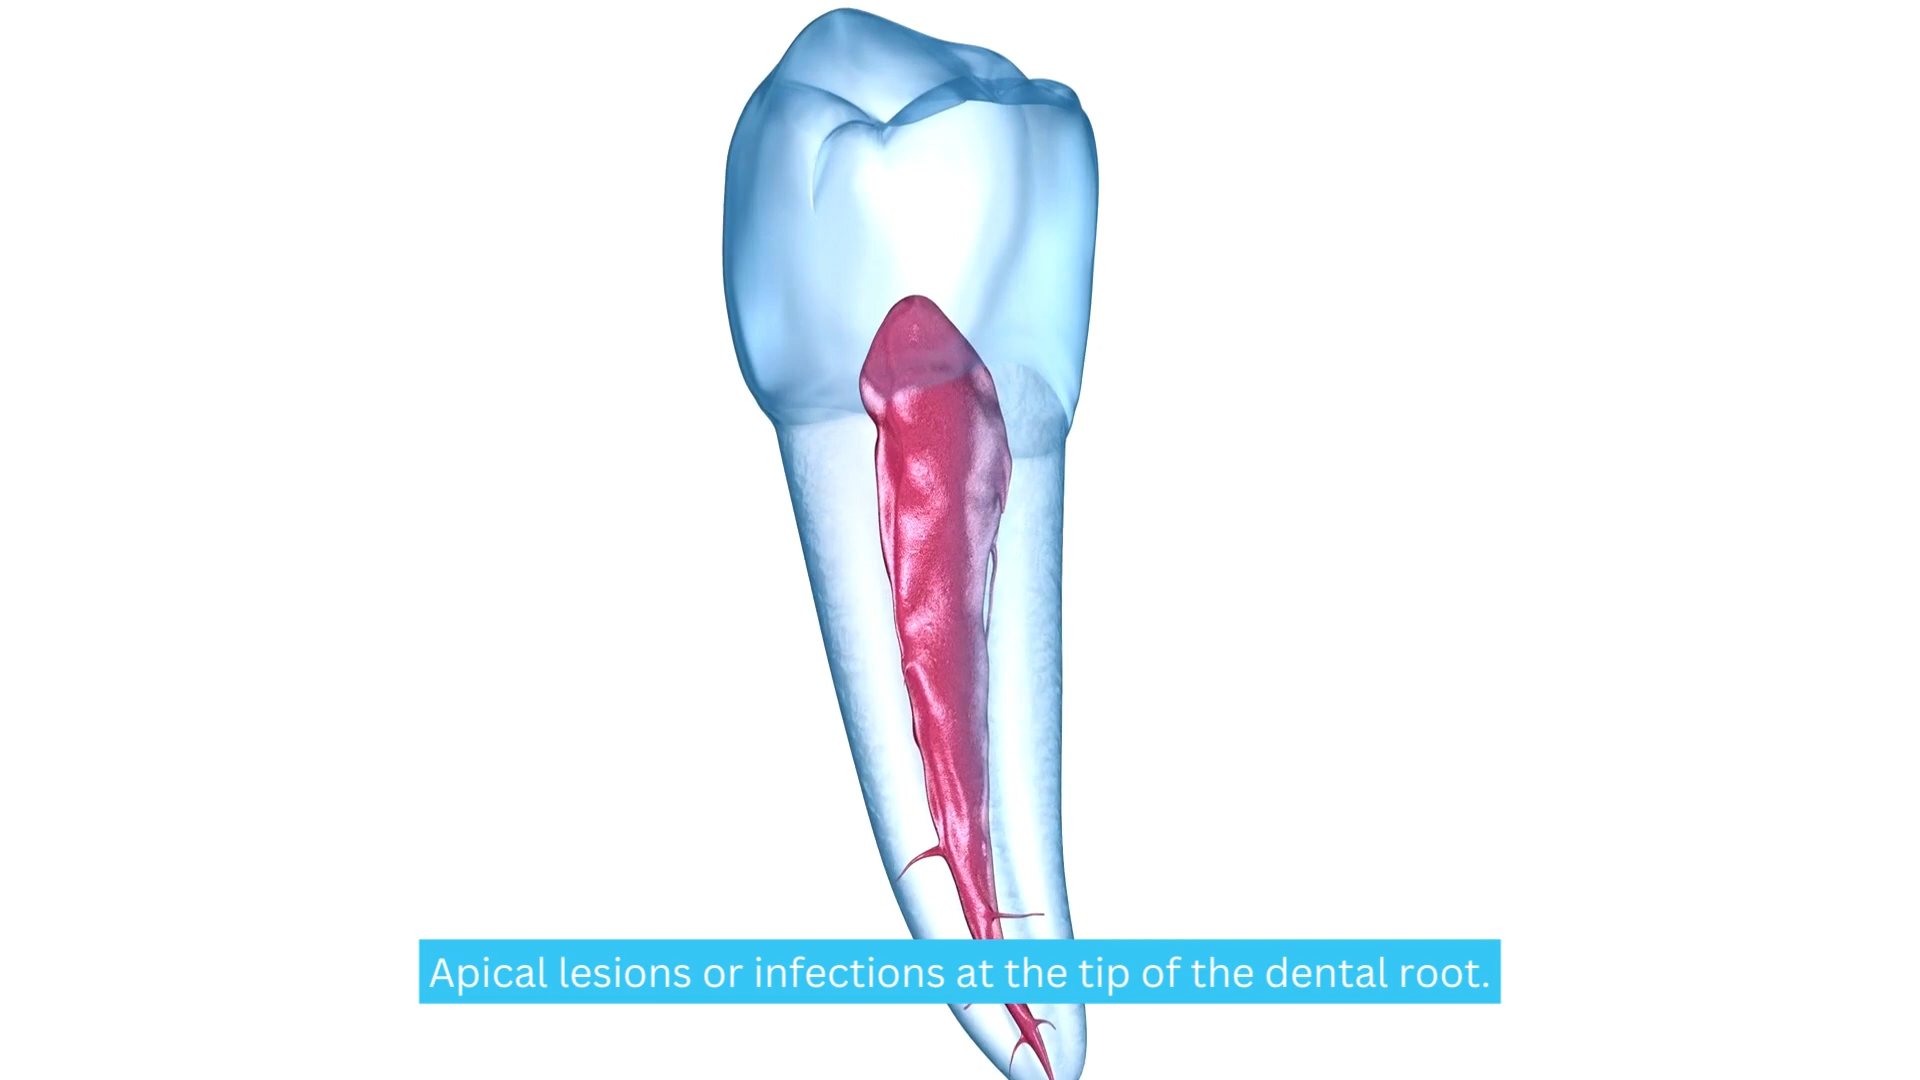 Apical lesions or infections at the tip of the dental root.